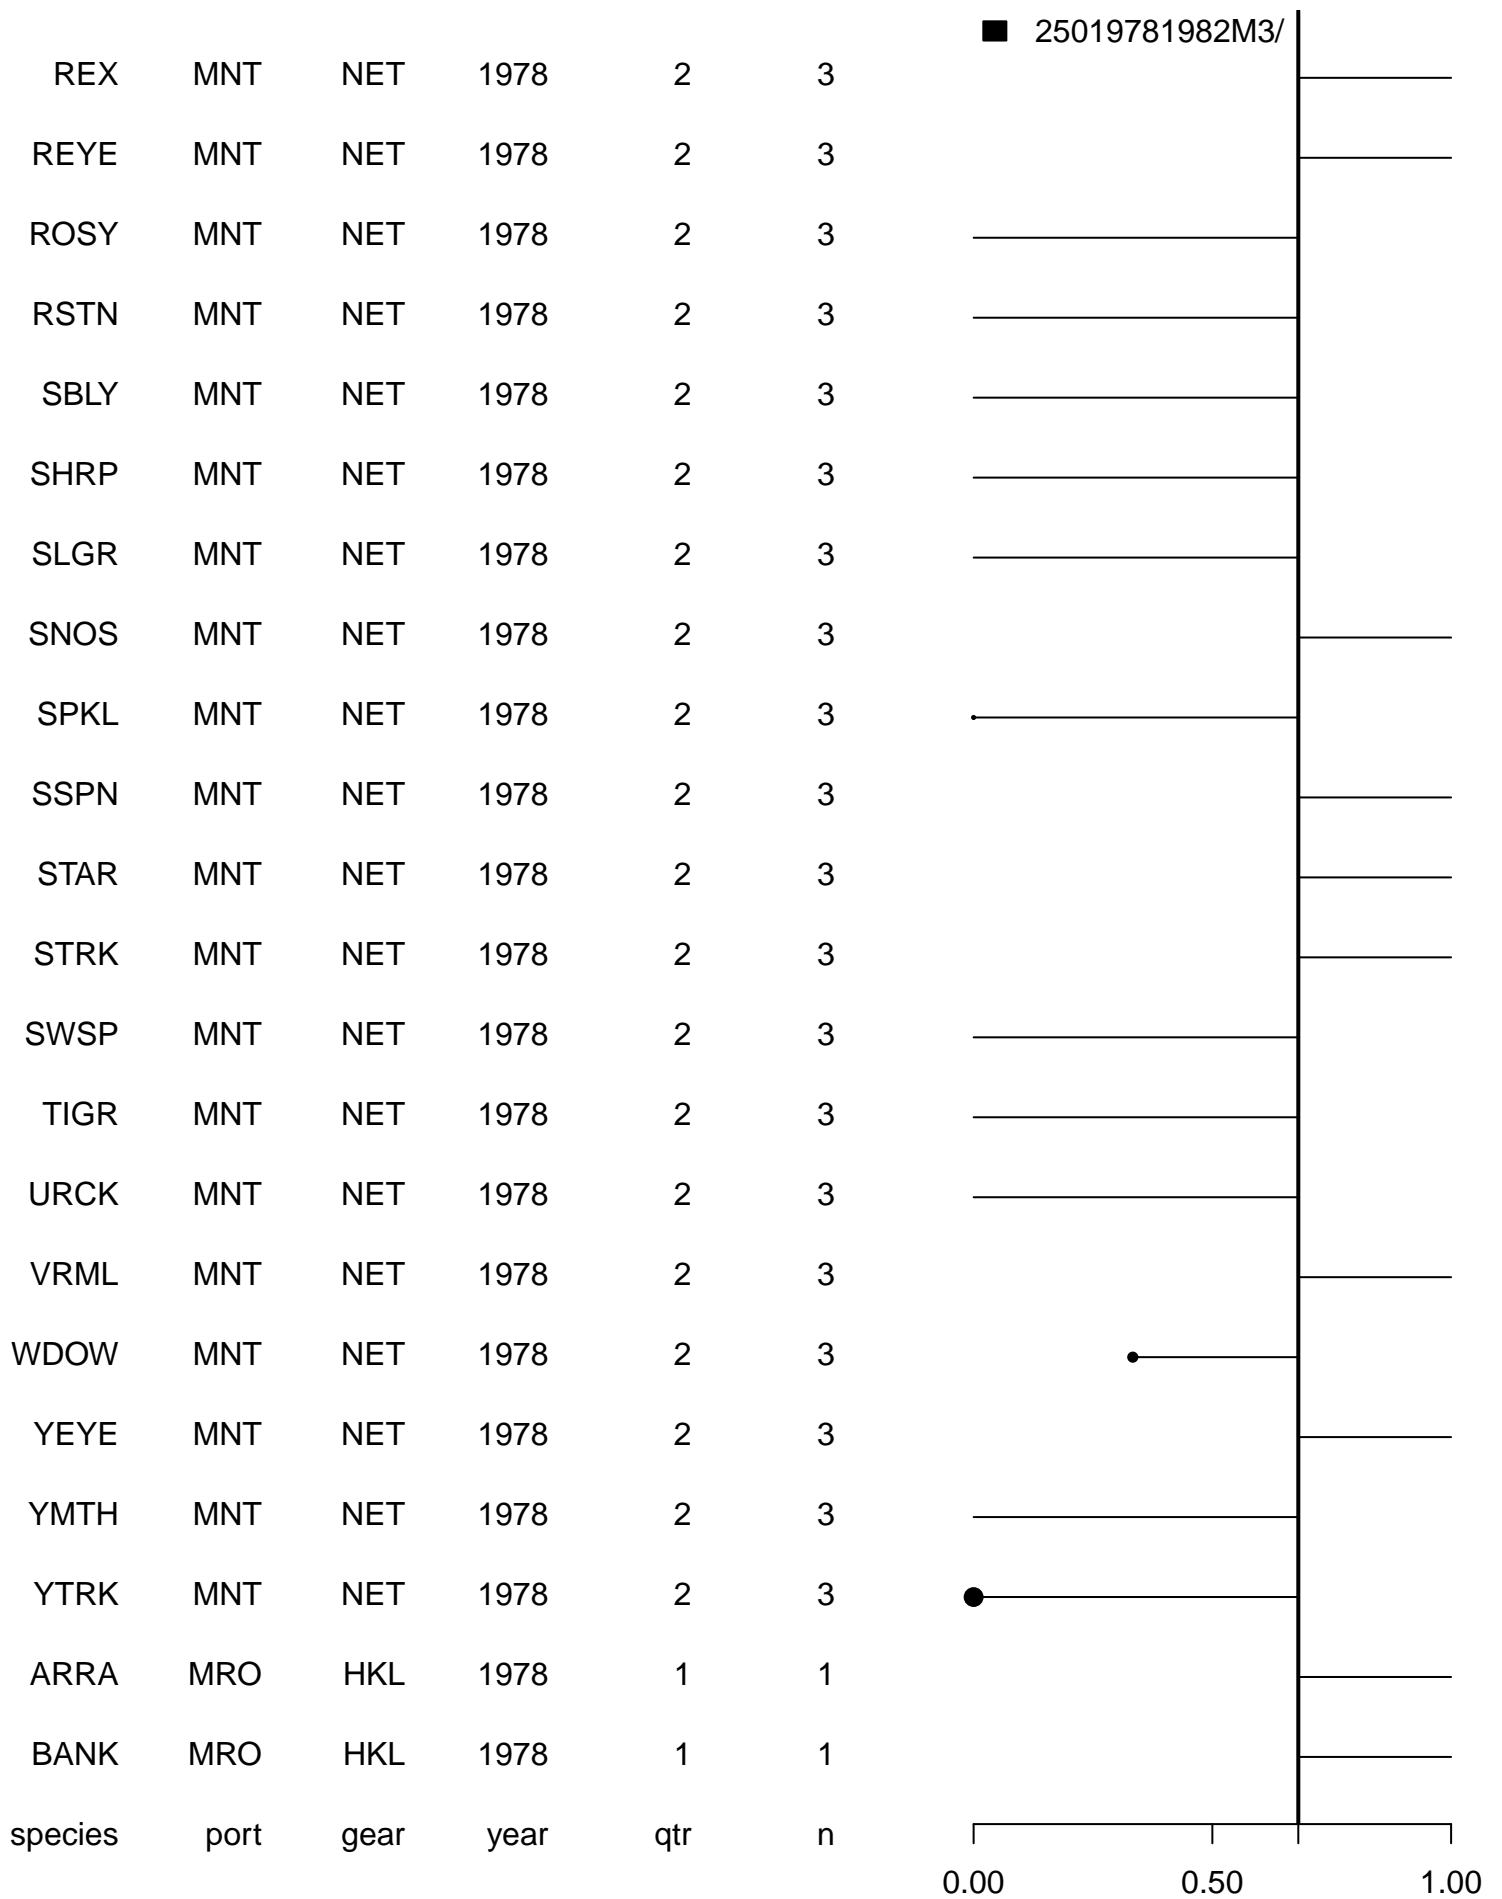 25019781982M3/
REX MNT NET 1978 2 3
REYE MNT NET 1978 2 3
ROSY MNT NET 1978 2 3
RSTN MNT NET 1978 2 3
SBLY MNT NET 1978 2 3
SHRP MNT NET 1978 2 3
SLGR MNT NET 1978 2 3
SNOS MNT NET 1978 2 3
SPKL MNT NET 1978 2 3
SSPN MNT NET 1978 2 3
STAR MNT NET 1978 2 3
STRK MNT NET 1978 2 3
SWSP MNT NET 1978 2 3
TIGR MNT NET 1978 2 3
URCK MNT NET 1978 2 3
VRML MNT NET 1978 2 3
WDOW MNT NET 1978 2 3
YEYE MNT NET 1978 2 3
YMTH MNT NET 1978 2 3
YTRK MNT NET 1978 2 3
ARRA MRO HKL 1978 1 1
BANK MRO HKL 1978 1 1
species port gear year qtr n
0.00 0.50 1.00